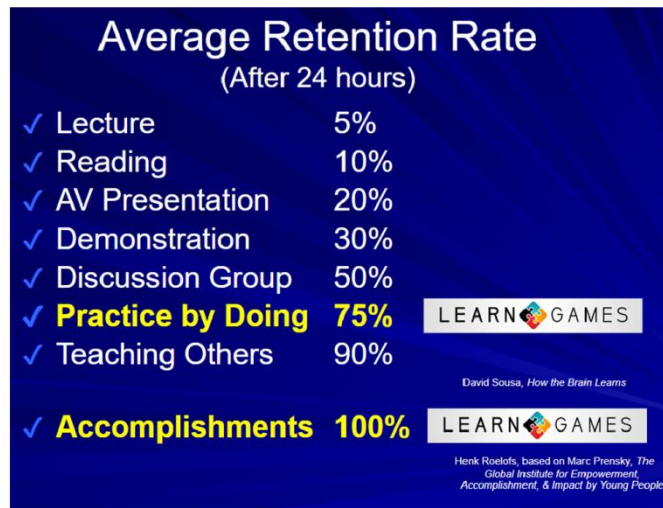 Average Retention Rate
(After 24 hours)
✓ Lecture 5%
✓ Reading 10%
✓ AV Presentation 20%
✓ Demonstration 30%
✓ Discussion Group 50%
✓ Practice by Doing 75% LEARN GAMES
✓ Teaching Others 90%
David Sousa, How the Brain Learns
✓ Accomplishments 100% LEARN GAMES
Henk Roelofs, based on Marc Prensky, The
Global Institute for Empowerment,
Accomplishment, & Impact by Young People